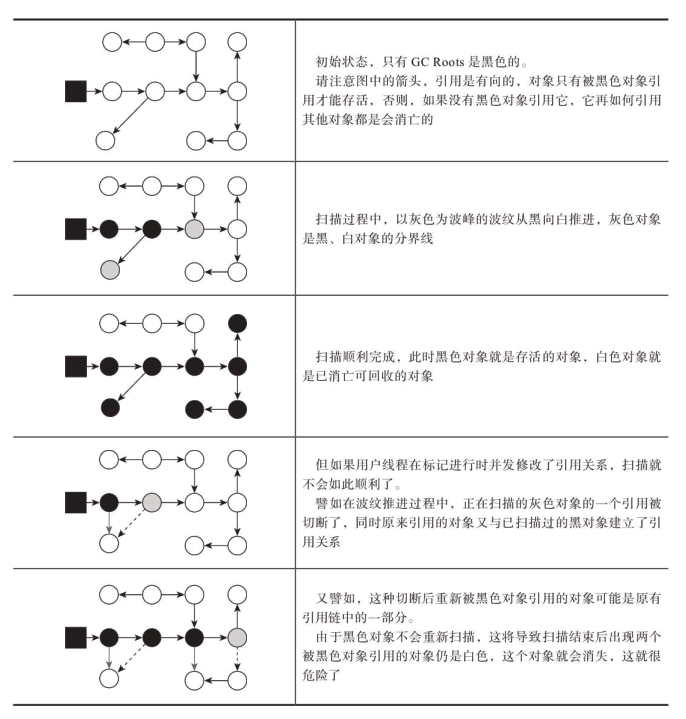 初始状态，只有 GC Roots 是黑色的。
请注意图中的箭头，引用是有向的，对象只有被黑色对象引
用才能存活，否则，如果没有黑色对象引用它，它再如何引用
其他对象都是会消亡的
扫描过程中，以灰色为波峰的波纹从黑向白推进，灰色对象
是黑、白对象的分界线
扫描顺利完成，此时黑色对象就是存活的对象，白色对象就
是已消亡可回收的对象
但如果用户线程在标记进行时并发修改了引用关系，扫描就
不会如此顺利了。
譬如在波纹推进过程中，正在扫描的灰色对象的一个引用被
切断了，同时原来引用的对象又与已扫描过的黑对象建立了引
用关系
又譬如，这种切断后重新被黑色对象引用的对象可能是原有
引用链中的一部分。
由于黑色对象不会重新扫描，这将导致扫描结束后出现两个
被黑色对象引用的对象仍是白色，这个对象就会消失，这就很
危险了